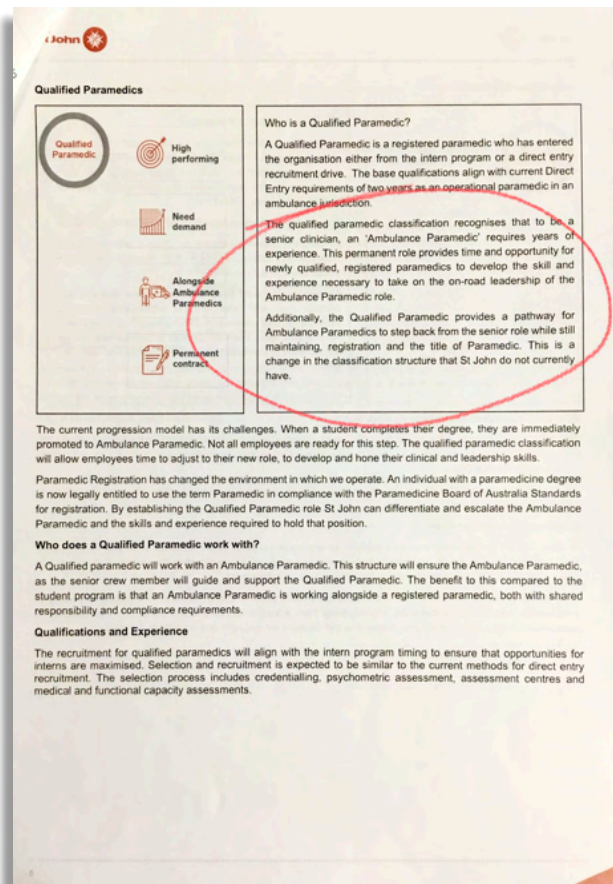 John
Qualified Paramedics
Qualified
Paramedic
High
performing
Need
demand
Alongside
Ambulance
Paramedics
Permanent
contract
Who is a Qualified Paramedic?
A Qualified Paramedic is a registered paramedic who has entered
the organisation either from the intern program or a direct entry
recruitment drive. The base qualifications align with current Direct
Entry requirements of two years as an operational paramedic in an
ambulance jurisdiction.
The qualified paramedic classification recognises that to be a
senior clinician, an 'Ambulance Paramedic' requires years of
experience. This permanent role provides time and opportunity for
newly qualified, registered paramedics to develop the skill and
experience necessary to take on the on-road leadership of the
Ambulance Paramedic role.
Additionally, the Qualified Paramedic provides a pathway for
Ambulance Paramedics to step back from the senior role while still
maintaining, registration and the title of Paramedic. This is a
change in the classification structure that St John do not currently
have.
The current progression model has its challenges. When a student completes their degree, they are immediately
promoted to Ambulance Paramedic. Not all employees are ready for this step. The qualified paramedic classification
will allow employees time to adjust to their new role, to develop and hone their clinical and leadership skills.
Paramedic Registration has changed the environment in which we operate. An individual with a paramedicine degree
is now legally entitled to use the term Paramedic in compliance with the Paramedicine Board of Australia Standards
for registration. By establishing the Qualified Paramedic role St John can differentiate and escalate the Ambulance
Paramedic and the skills and experience required to hold that position.
Who does a Qualified Paramedic work with?
A Qualified paramedic will work with an Ambulance Paramedic. This structure will ensure the Ambulance Paramedic,
as the senior crew member will guide and support the Qualified Paramedic. The benefit to this compared to the
student program is that an Ambulance Paramedic is working alongside a registered paramedic, both with shared
responsibility and compliance requirements.
Qualifications and Experience
The recruitment for qualified paramedics will align with the intern program timing to ensure that opportunities for
interns are maximised. Selection and recruitment is expected to be similar to the current methods for direct entry
recruitment. The selection process includes credentialling, psychometric assessment, assessment centres and
medical and functional capacity assessments.